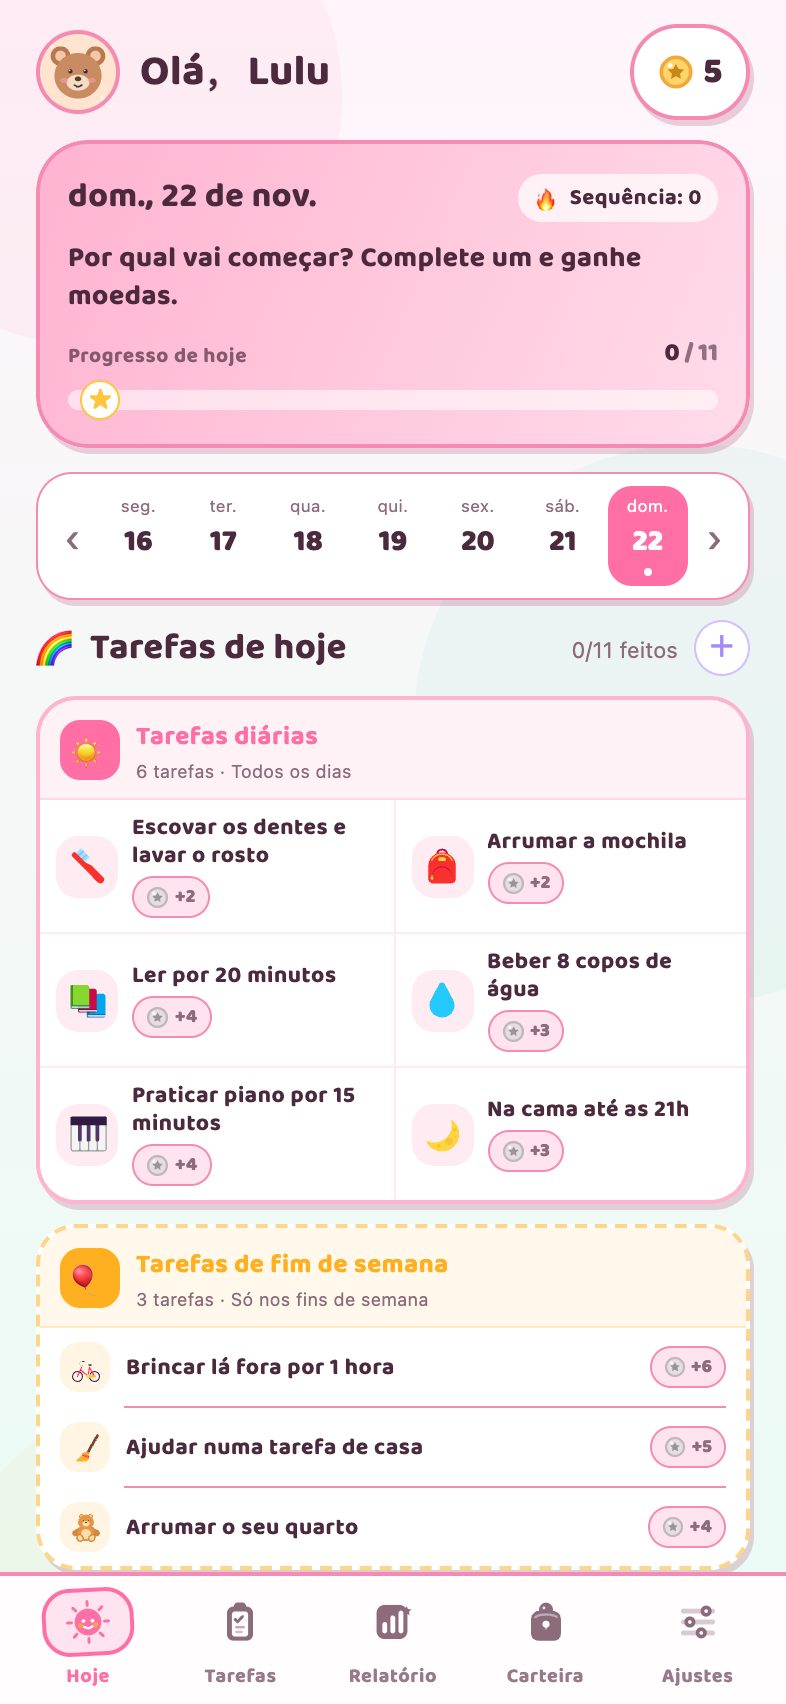 Olá, Lulu
5
dom., 22 de nov.
Sequência: 0
Por qual vai começar? Complete um e ganhe
moedas.
Progresso de hoje
0 / 11
seg. ter. qua. qui. sex. sáb. dom.
‹ 16 17 18 19 20 21 22 ›
Tarefas de hoje
0/11 feitos +
Tarefas diárias
6 tarefas · Todos os dias
Escovar os dentes e
lavar o rosto
+2
Arrumar a mochila
+2
Ler por 20 minutos
+4
Beber 8 copos de
água
+3
Praticar piano por 15
minutos
+4
Na cama até as 21h
+3
Tarefas de fim de semana
3 tarefas · Só nos fins de semana
Brincar lá fora por 1 hora
+6
Ajudar numa tarefa de casa
+5
Arrumar o seu quarto
+4
Hoje Tarefas Relatório Carteira Ajustes